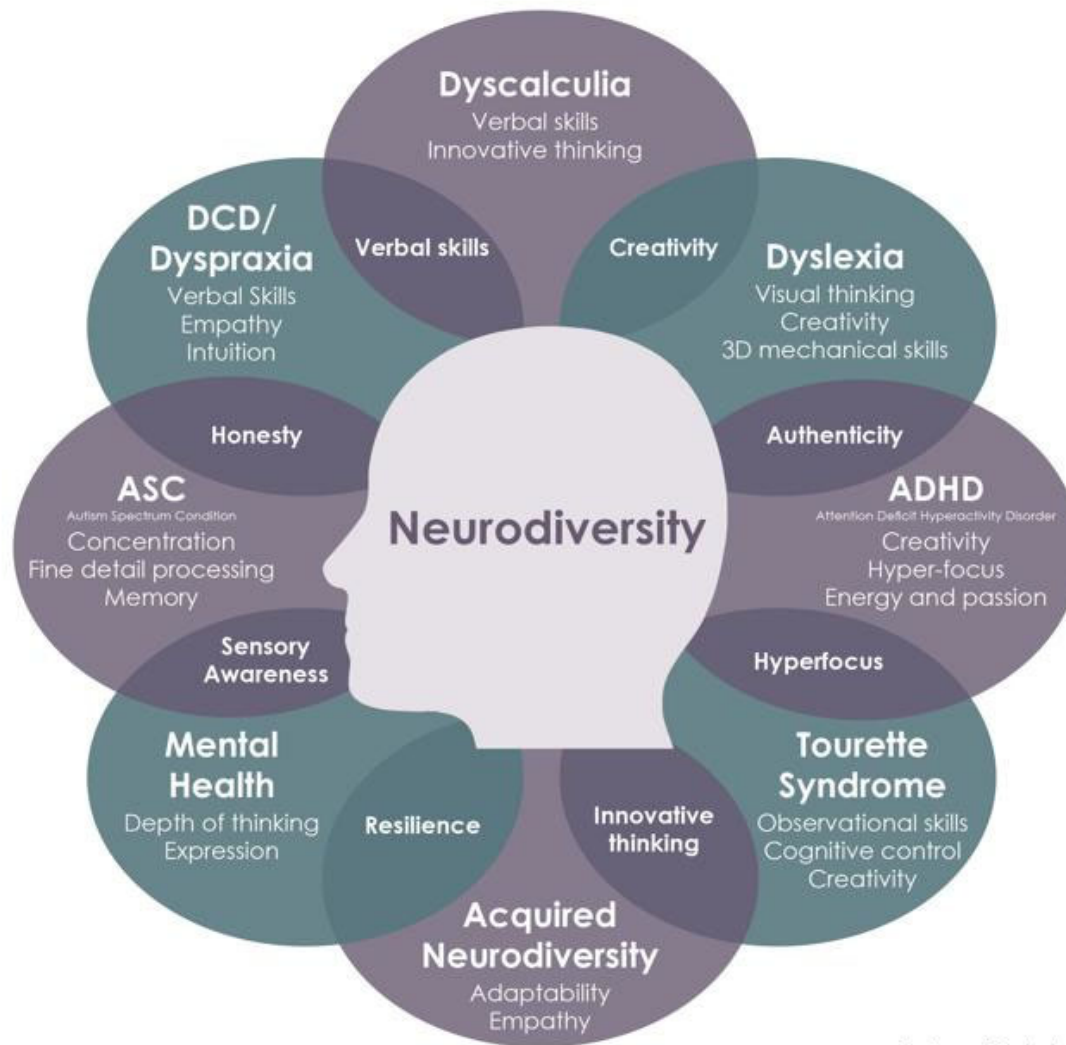 Dyscalculia
Verbal skills
Innovative thinking
Verbal skills
Creativity
DCD/
Dyspraxia
Verbal Skills
Empathy
Intuition
Dyslexia
Visual thinking
Creativity
3D mechanical skills
Honesty
Authenticity
ASC
Autism Spectrum Condition
Concentration
Fine detail processing
Memory
Neurodiversity
ADHD
Attention Deficit Hyperactivity Disorder
Creativity
Hyper-focus
Energy and passion
Sensory
Awareness
Hyperfocus
Mental
Health
Depth of thinking
Expression
Resilience
Innovative
thinking
Tourette
Syndrome
Observational skills
Cognitive control
Creativity
Acquired
Neurodiversity
Adaptability
Empathy